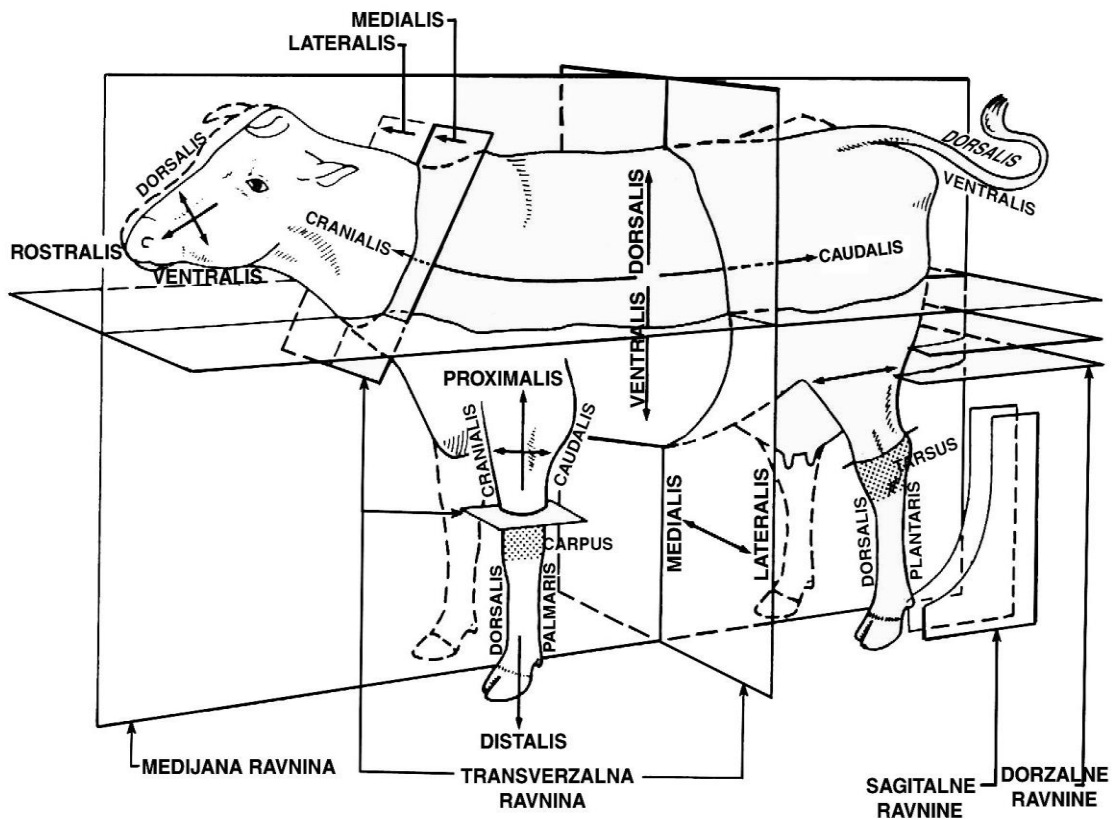 MEDIALIS
LATERALIS
DORSALIS
DORSALIS
VENTRALIS
CRANIALIS
DORSALIS
CAUDALIS
ROSTRALIS
VENTRALIS
VENTRALIS
PROXIMALIS
CRANIALIS
CAUDALIS
TARSUS
MEDIALIS
LATERALIS
DORSALIS
PLANTARIS
CARPUS
DORSALIS
PALMARIS
DISTALIS
MEDIJANA RAVNINA
TRANSVERZALNA
RAVNINA
SAGITALNE
RAVNINE
DORZALNE
RAVNINE